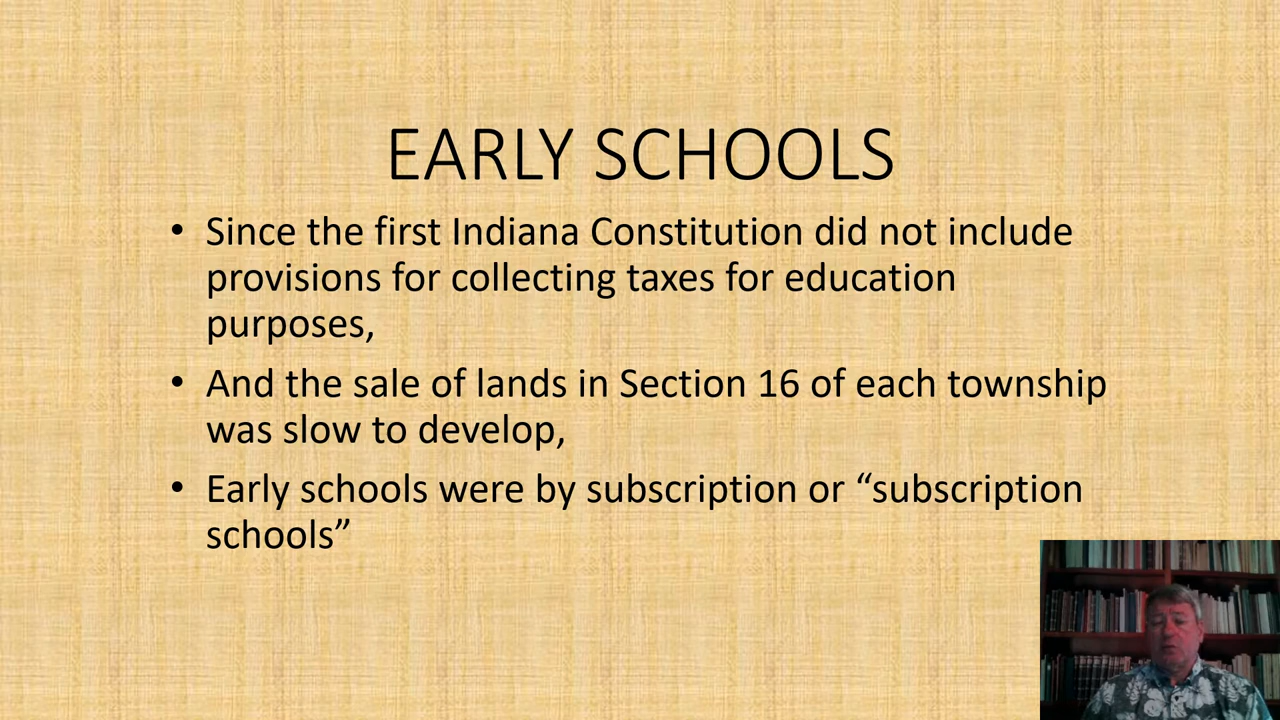 EARLY SCHOOLS
• Since the first Indiana Constitution did not include
provisions for collecting taxes for education
purposes,
• And the sale of lands in Section 16 of each township
was slow to develop,
• Early schools were by subscription or “subscription
schools”